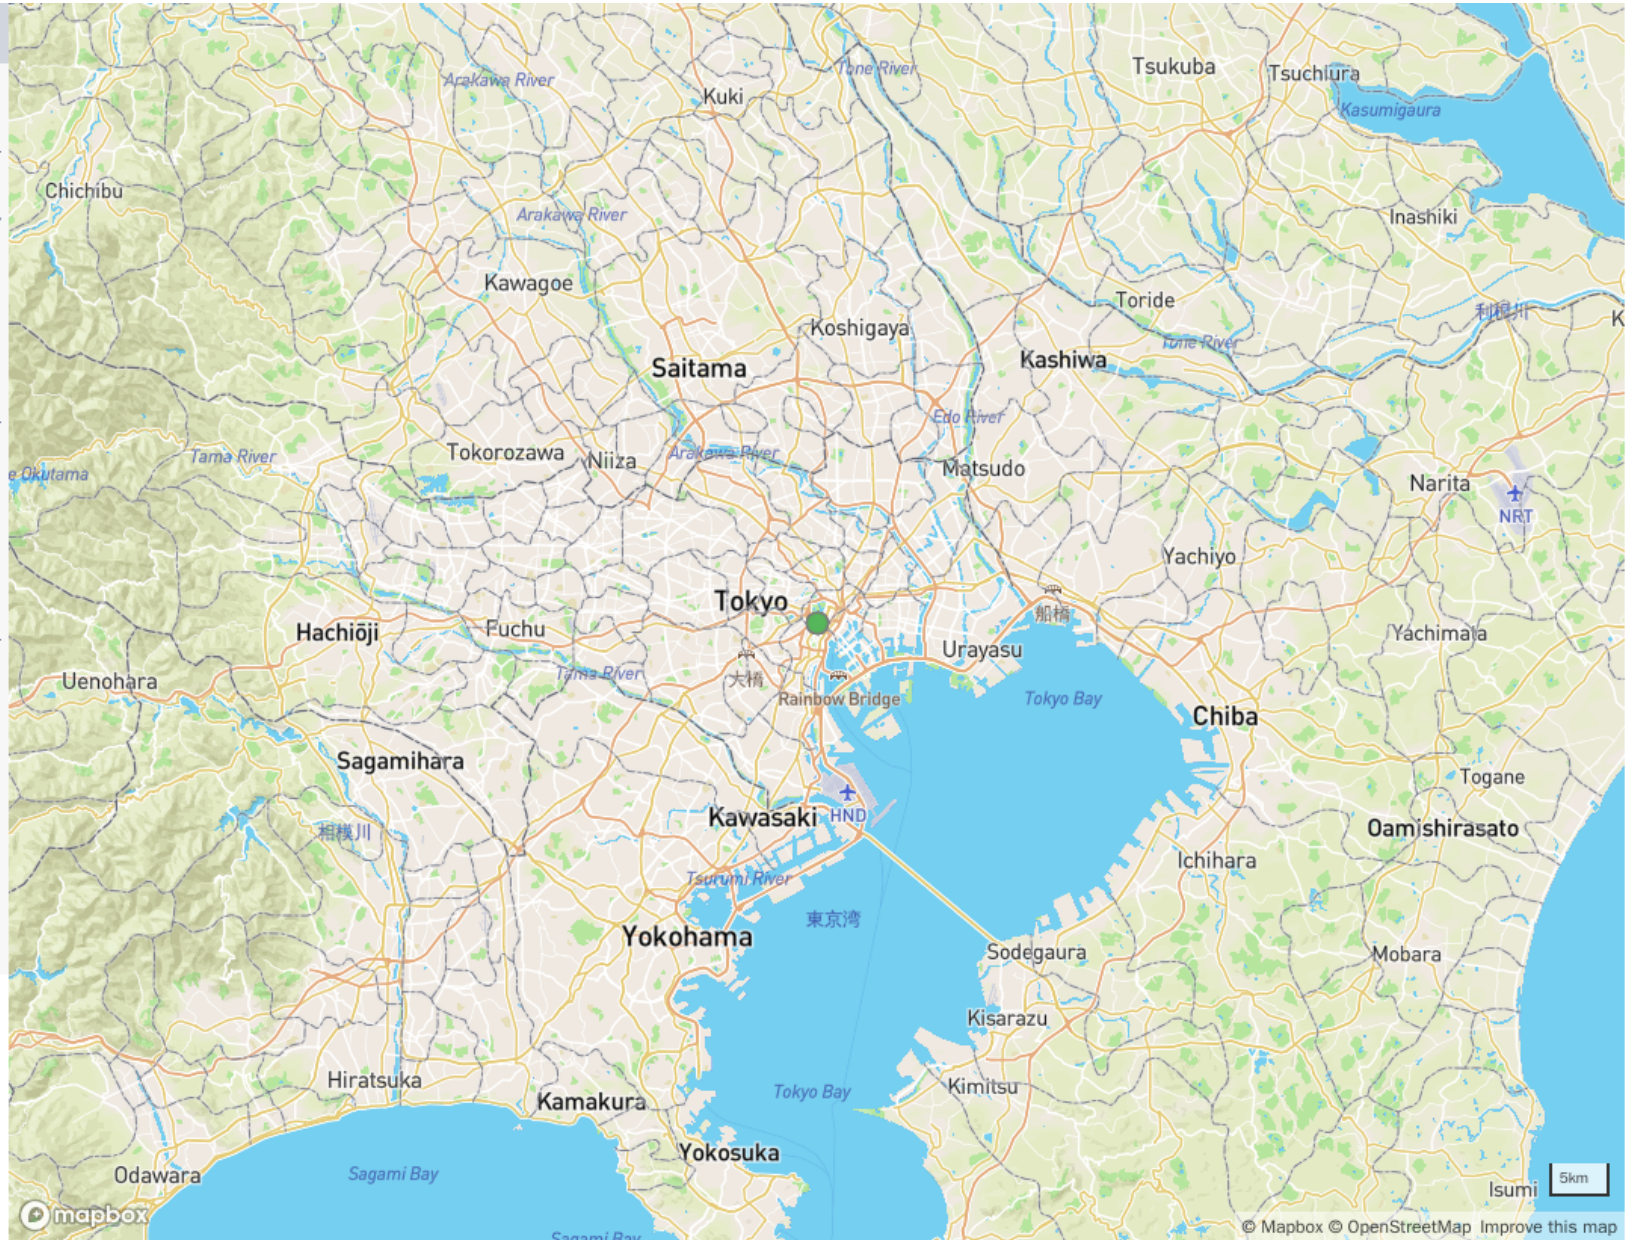 Tone River
Tsukuba
Tsuchiura
Arakawa River
Kuki
Kasumigaura
Chichibu
Arakawa River
Inashiki
Kawagoe
Toride
利根川
K
Koshigaya
Tone River
Saitama
Kashiwa
Edo River
Tokorozawa
Niiza
Arakawa River
Matsudo
Tama River
e Okutama
Narita
NRT
Yachiyo
Tokyo
船橋
Hachiōji
Fuchu
Yachimata
Urayasu
Tama River
大橋
Uenohara
Rainbow Bridge
Tokyo Bay
Chiba
Sagamihara
Togane
Kawasaki
HND
Oamishirasato
相模川
Ichihara
Tsurumi River
東京湾
Yokohama
Sodegaura
Mobara
Kisarazu
Hiratsuka
Kimitsu
Tokyo Bay
Kamakura
Yokosuka
Odawara
Sagami Bay
5km
Isumi
mapbox
© Mapbox © OpenStreetMap Improve this map
Sagami Bay